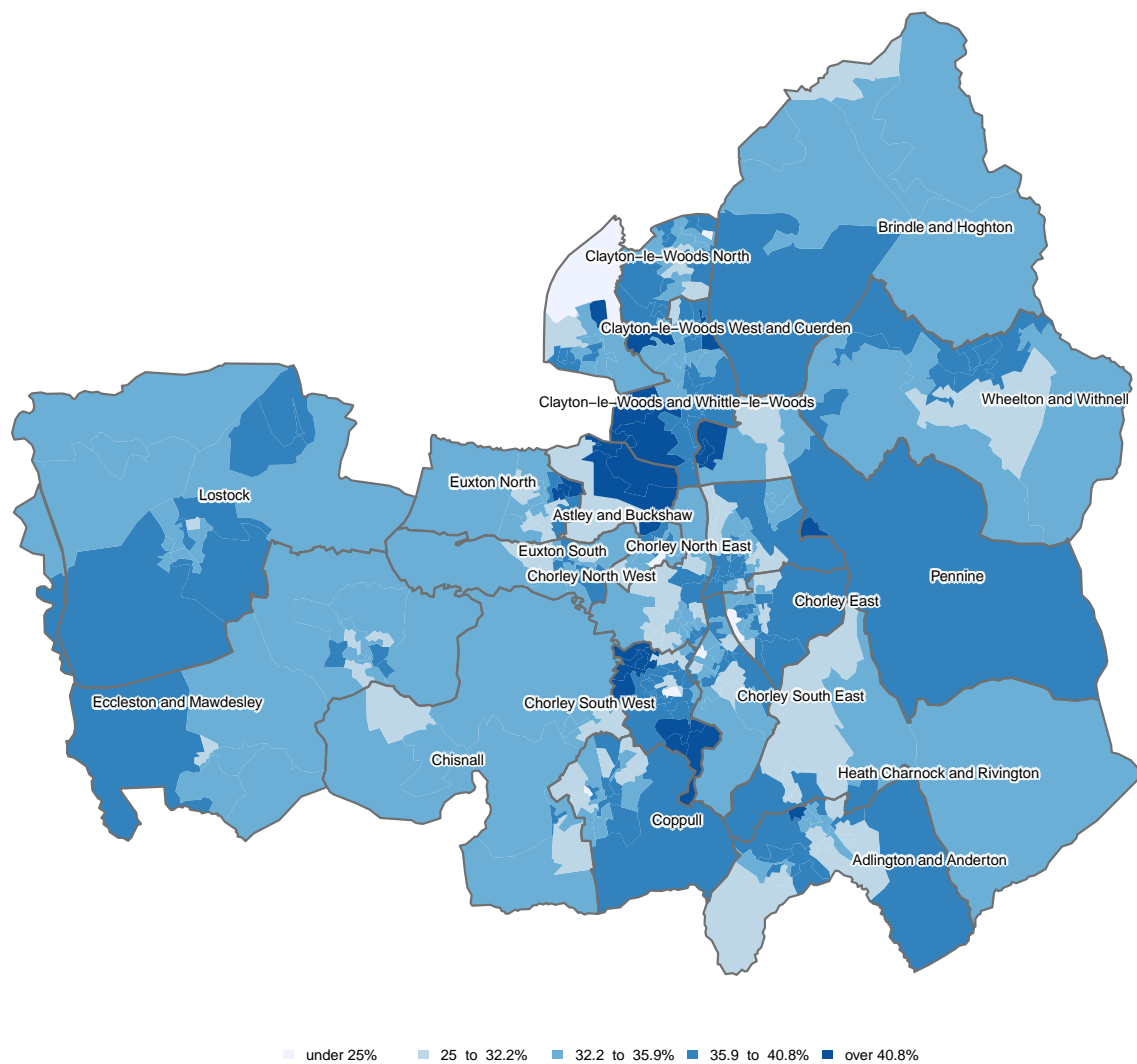 Brindle and Hoghton
Clayton−le−Woods North
Clayton−le−Woods West and Cuerden
Clayton−le−Woods and Whittle−le−Woods
Wheelton and Withnell
Euxton North
Lostock
Astley and Buckshaw
Euxton South
Chorley North East
Chorley North West
Pennine
Chorley East
Chorley South East
Eccleston and Mawdesley
Chorley South West
Chisnall
Heath Charnock and Rivington
Coppull
Adlington and Anderton
under 25% 25 to 32.2% 32.2 to 35.9% 35.9 to 40.8% over 40.8%